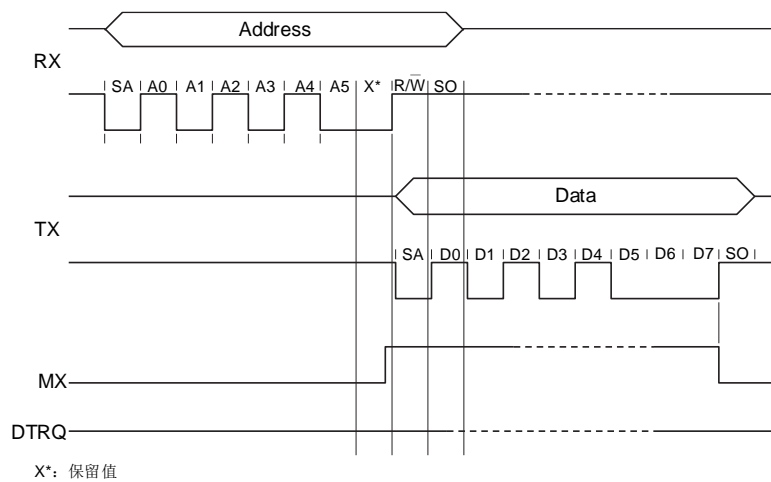 Address
RX
SA A0 A1 A2 A3 A4 A5 X* R/W̅ SO
Data
TX
SA D0 D1 D2 D3 D4 D5 D6 D7 SO
MX
DTRQ
X*：保留值